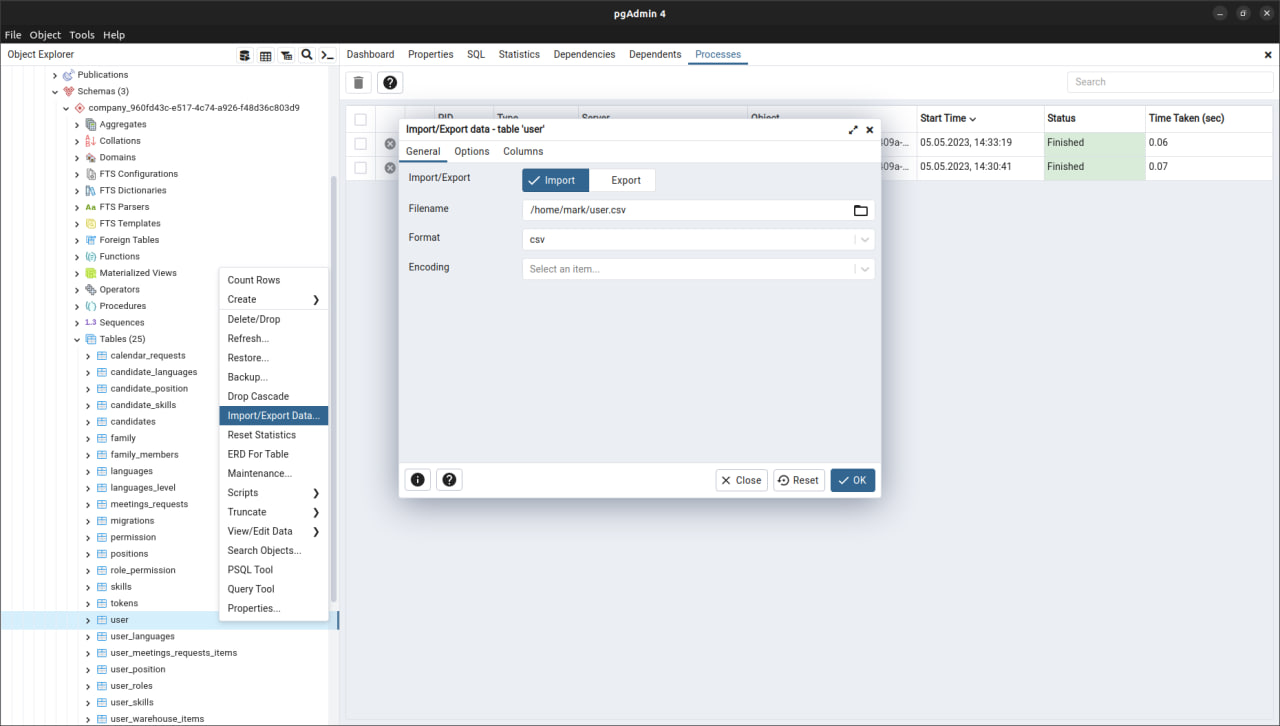 pgAdmin 4
File Object Tools Help
Object Explorer
Dashboard Properties SQL Statistics Dependencies Dependents Processes
Publications
Schemas (3)
company_960fd43c-e517-4c74-a926-f48d36c803d9
Aggregates
Collations
Domains
FTS Configurations
FTS Dictionaries
Aa FTS Parsers
FTS Templates
Foreign Tables
Functions
Materialized Views
Operators
Procedures
1.3 Sequences
Tables (25)
calendar_requests
candidate_languages
candidate_position
candidate_skills
candidates
family
family_members
languages
languages_level
meetings_requests
migrations
permission
positions
role_permission
skills
tokens
user
user_languages
user_meetings_requests_items
user_position
user_roles
user_skills
user_warehouse_items
Count Rows
Create
Delete/Drop
Refresh...
Restore...
Backup...
Drop Cascade
Import/Export Data...
Reset Statistics
ERD For Table
Maintenance...
Scripts
Truncate
View/Edit Data
Search Objects...
PSQL Tool
Query Tool
Properties...
Search
PID Type Server Object Start Time Status Time Taken (sec)
409a-... 05.05.2023, 14:33:19 Finished 0.06
409a-... 05.05.2023, 14:30:41 Finished 0.07
Import/Export data - table 'user'
General Options Columns
Import/Export Import Export
Filename /home/mark/user.csv
Format csv
Encoding Select an item...
Close Reset OK